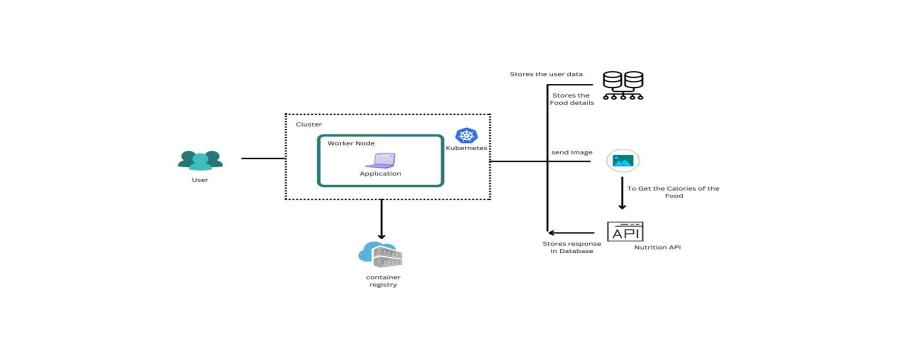 Stores the user data
Stores the
Food details
Cluster
Worker Node
Kubernetes
Application
User
send Image
To Get the Calories of the
Food
API
Nutrition API
Stores response
in Database
container
registry